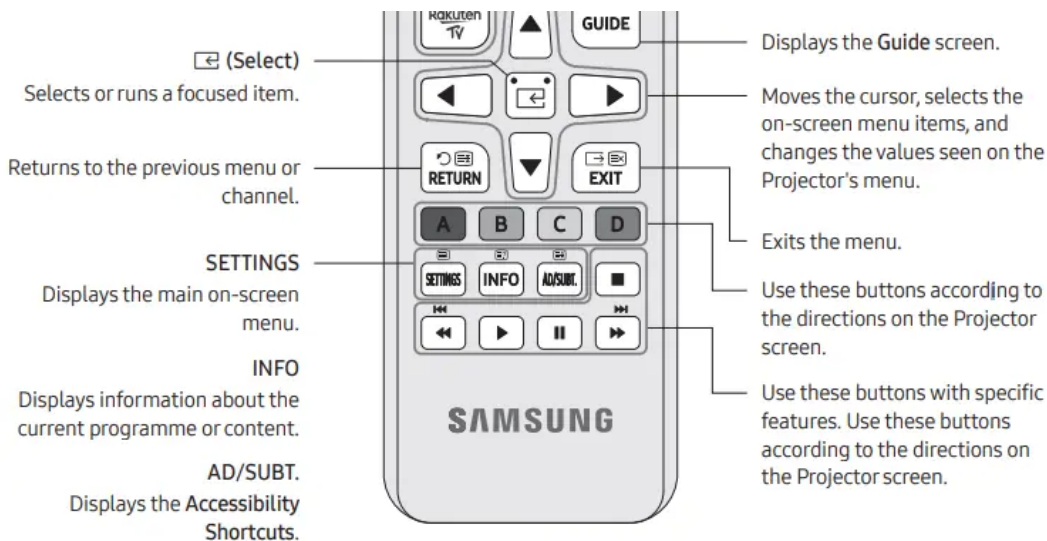 Rakuten
TV
GUIDE
(Select)
Selects or runs a focused item.
Returns to the previous menu or
channel.
SETTINGS
Displays the main on-screen
menu.
INFO
Displays information about the
current programme or content.
AD/SUBT.
Displays the Accessibility
Shortcuts.
RETURN
EXIT
A B C D
SETTINGS INFO AD/SUBT.
SAMSUNG
Displays the Guide screen.
Moves the cursor, selects the
on-screen menu items, and
changes the values seen on the
Projector's menu.
Exits the menu.
Use these buttons according to
the directions on the Projector
screen.
Use these buttons with specific
features. Use these buttons
according to the directions on
the Projector screen.